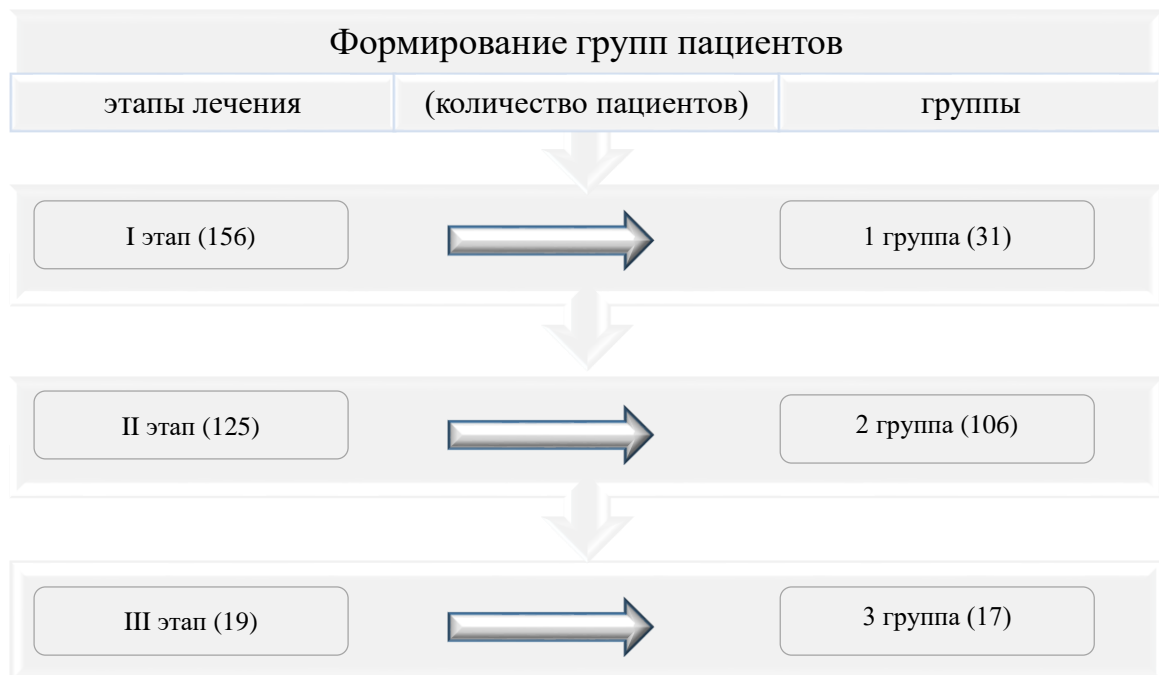 Формирование групп пациентов
этапы лечения (количество пациентов) группы
I этап (156) 1 группа (31)
II этап (125) 2 группа (106)
III этап (19) 3 группа (17)